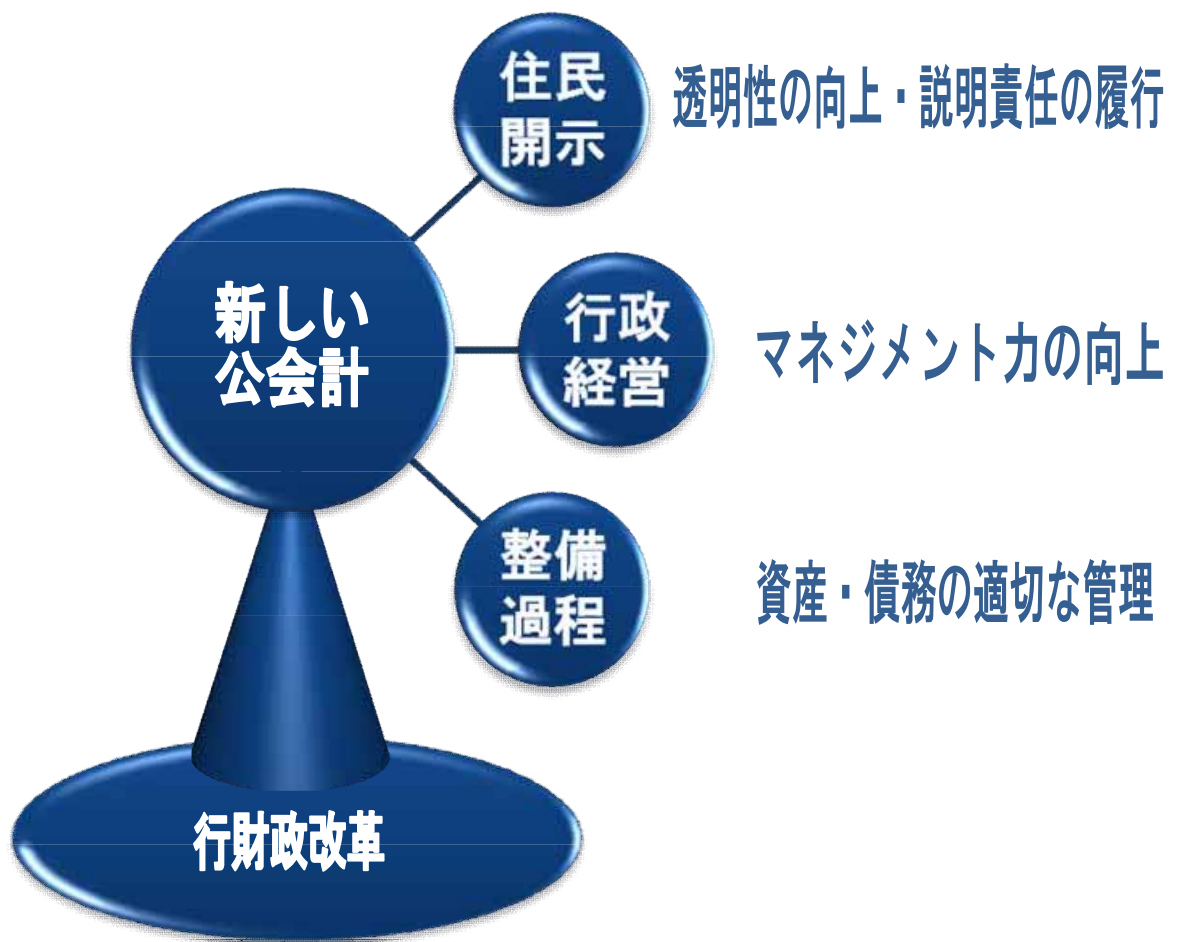 住民
開示
透明性の向上・説明責任の履行
新しい
公会計
行政
経営
マネジメント力の向上
整備
過程
資産・債務の適切な管理
行財政改革